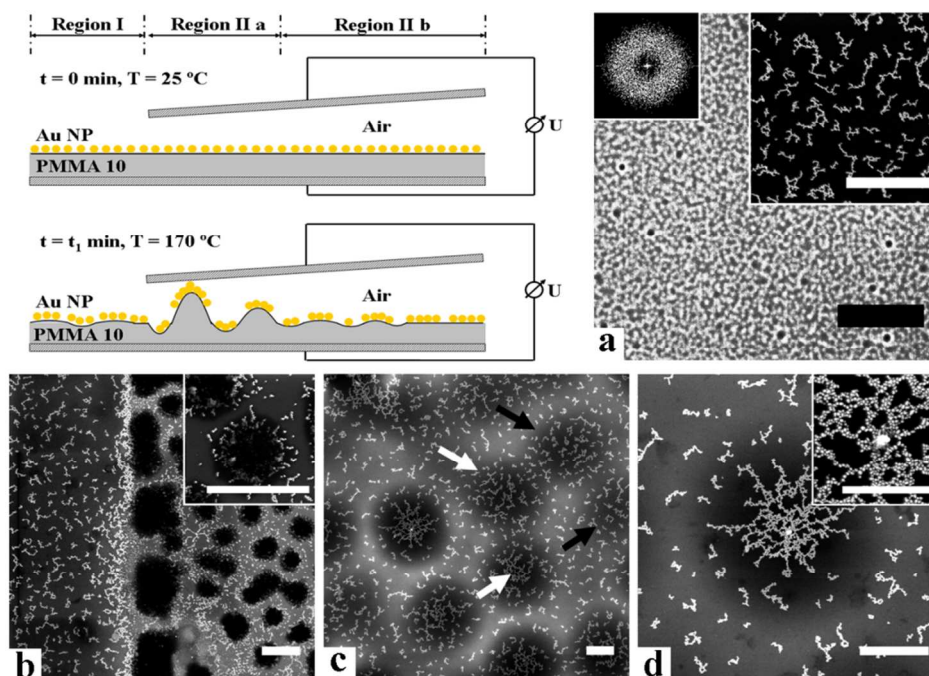 Region I Region II a Region II b
t = 0 min, T = 25 ºC
Air
U
Au NP
PMMA 10
t = t₁ min, T = 170 ºC
Au NP
Air
U
PMMA 10
a
b
c
d